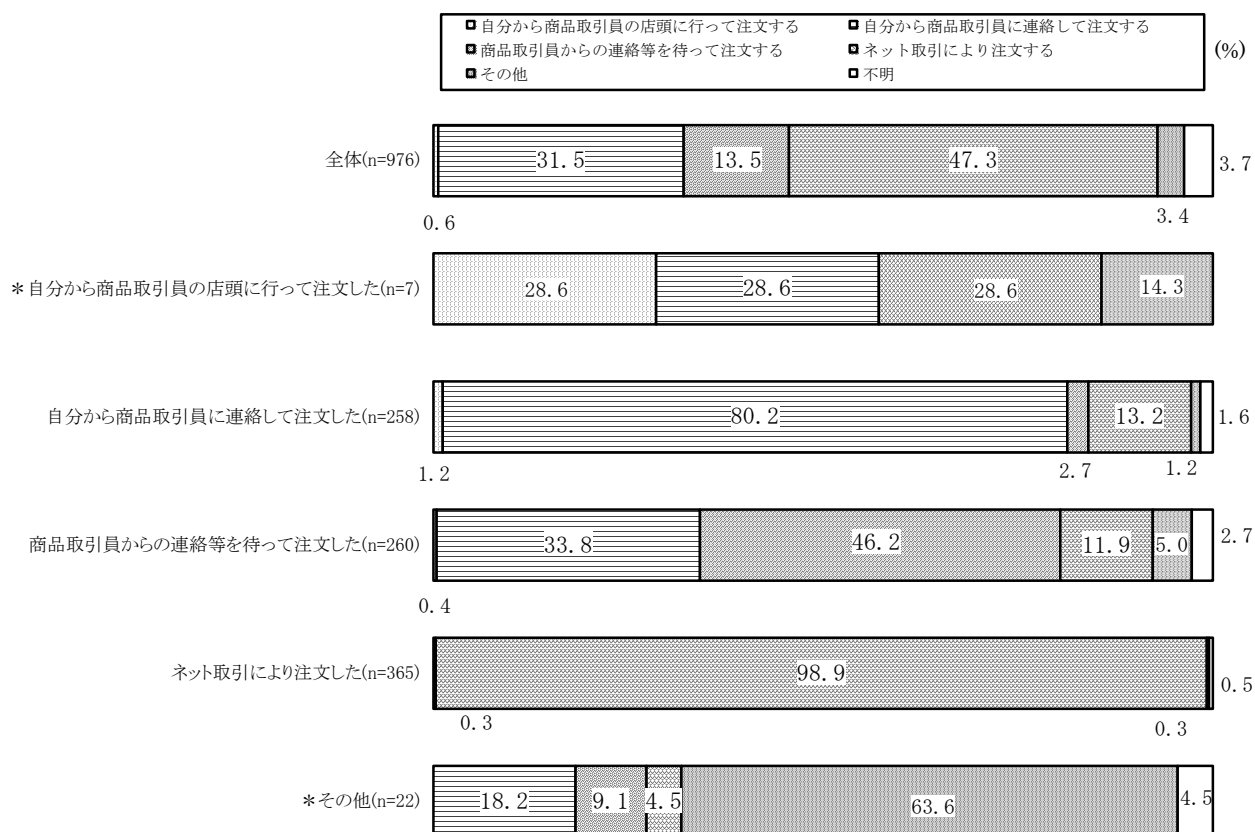 自分から商品取引員の店頭に行って注文する 自分から商品取引員に連絡して注文する
商品取引員からの連絡等を待って注文する ネット取引により注文する
その他 不明
(%)
全体(n=976) 31.5 13.5 47.3 3.7
0.6 3.4
*自分から商品取引員の店頭に行って注文した(n=7) 28.6 28.6 28.6 14.3
自分から商品取引員に連絡して注文した(n=258) 80.2 13.2 1.6
1.2 2.7 1.2
商品取引員からの連絡等を待って注文した(n=260) 33.8 46.2 11.9 5.0 2.7
0.4
ネット取引により注文した(n=365) 98.9 0.5
0.3 0.3
*その他(n=22) 18.2 9.1 4.5 63.6 4.5